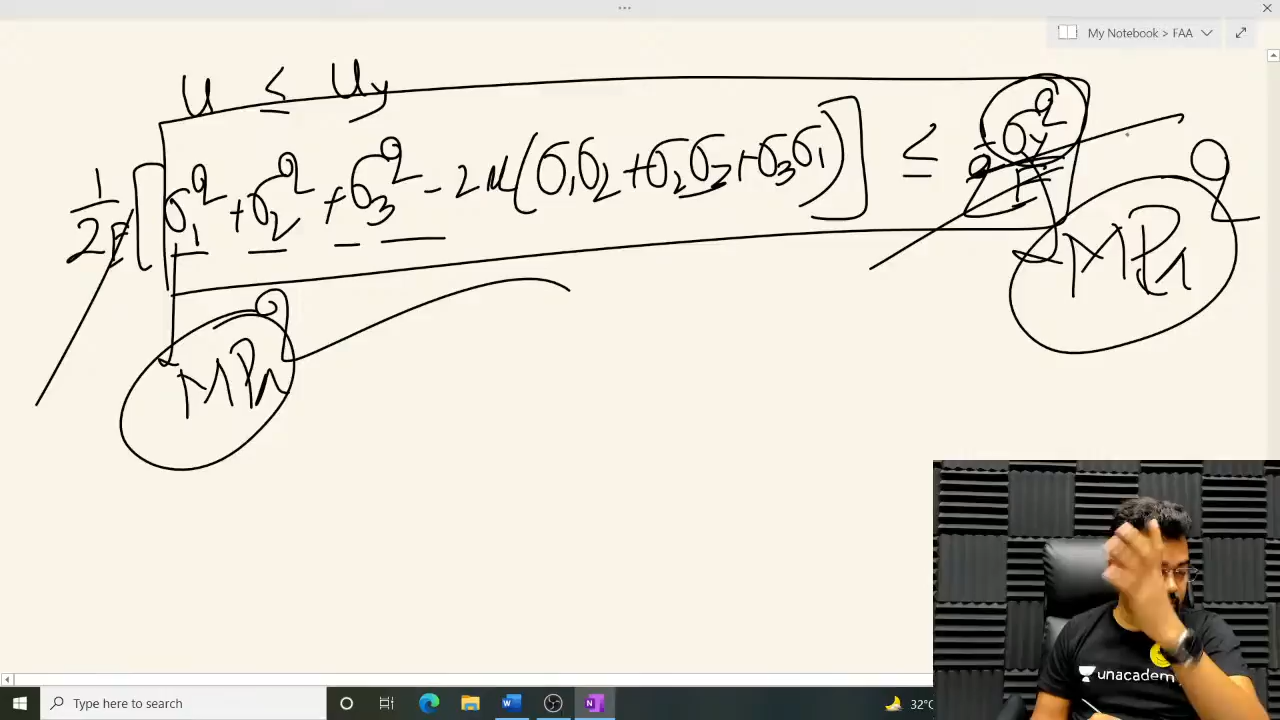 My Notebook > FAA
u ≤ uy
1/2E [σ₁² + σ₂² + σ₃² - 2μ(σ₁σ₂ + σ₂σ₃ + σ₃σ₁)] ≤ σy²/2E
MPa²
MPa²
unacadem
Type here to search
32°C